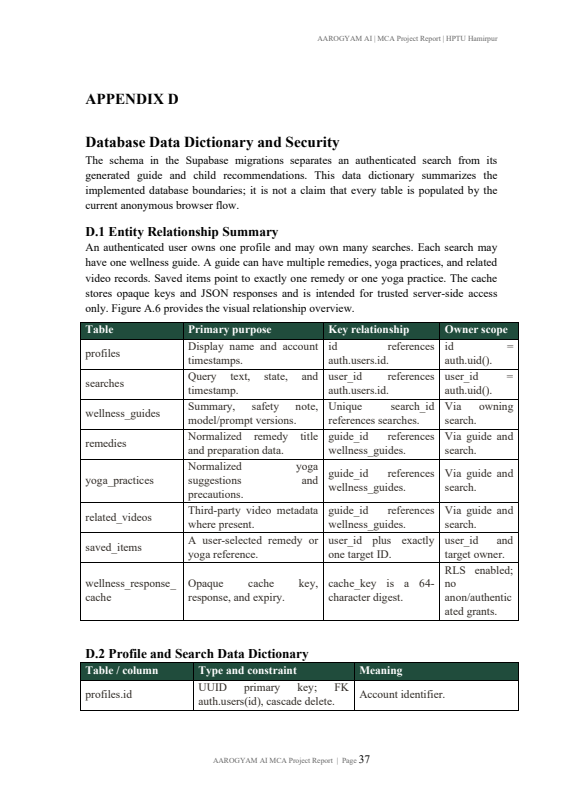 AAROGYAM AI | MCA Project Report | HPTU Hamirpur
APPENDIX D
Database Data Dictionary and Security
The schema in the Supabase migrations separates an authenticated search from its
generated guide and child recommendations. This data dictionary summarizes the
implemented database boundaries; it is not a claim that every table is populated by the
current anonymous browser flow.
D.1 Entity Relationship Summary
An authenticated user owns one profile and may own many searches. Each search may
have one wellness guide. A guide can have multiple remedies, yoga practices, and related
video records. Saved items point to exactly one remedy or one yoga practice. The cache
stores opaque keys and JSON responses and is intended for trusted server-side access
only. Figure A.6 provides the visual relationship overview.
Table Primary purpose Key relationship Owner scope
profiles
Display name and account
timestamps.
id references
auth.users.id.
id =
auth.uid().
searches
Query text, state, and
timestamp.
user_id references
auth.users.id.
user_id =
auth.uid().
wellness_guides
Summary, safety note,
model/prompt versions.
Unique search_id
references searches.
Via owning
search.
remedies
Normalized remedy title
and preparation data.
guide_id references
wellness_guides.
Via guide and
search.
yoga_practices
Normalized yoga
suggestions and
precautions.
guide_id references
wellness_guides.
Via guide and
search.
related_videos
Third-party video metadata
where present.
guide_id references
wellness_guides.
Via guide and
search.
saved_items
A user-selected remedy or
yoga reference.
user_id plus exactly
one target ID.
user_id and
target owner.
wellness_response_
cache
Opaque cache key,
response, and expiry.
cache_key is a 64-
character digest.
RLS enabled;
no
anon/authentic
ated grants.
D.2 Profile and Search Data Dictionary
Table / column Type and constraint Meaning
profiles.id
UUID primary key; FK
auth.users(id), cascade delete.
Account identifier.
AAROGYAM AI MCA Project Report | Page 37